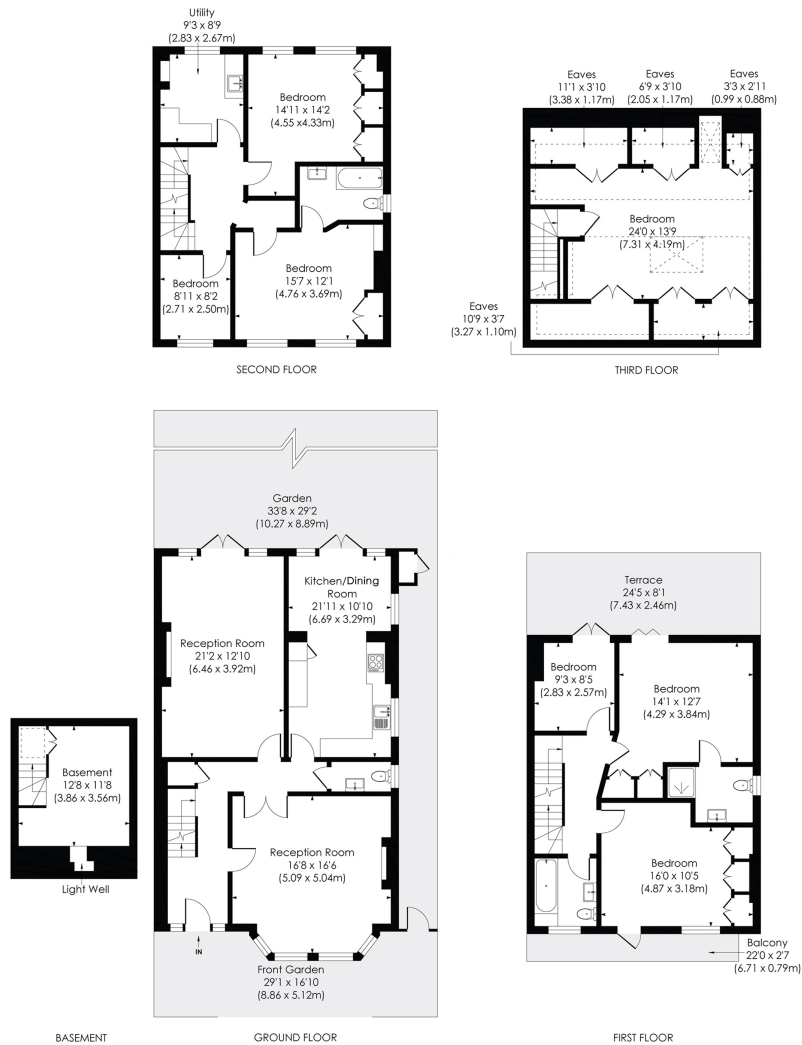 Utility
9'3 x 8'9
(2.83 x 2.67m)
Bedroom
14'11 x 14'2
(4.55 x4.33m)
Bedroom
15'7 x 12'1
(4.76 x 3.69m)
Bedroom
8'11 x 8'2
(2.71 x 2.50m)
SECOND FLOOR
Eaves
11'1 x 3'10
(3.38 x 1.17m)
Eaves
6'9 x 3'10
(2.05 x 1.17m)
Eaves
3'3 x 2'11
(0.99 x 0.88m)
Bedroom
24'0 x 13'9
(7.31 x 4.19m)
Eaves
10'9 x 3'7
(3.27 x 1.10m)
THIRD FLOOR
Garden
33'8 x 29'2
(10.27 x 8.89m)
Kitchen/Dining
Room
21'11 x 10'10
(6.69 x 3.29m)
Reception Room
21'2 x 12'10
(6.46 x 3.92m)
Reception Room
16'8 x 16'6
(5.09 x 5.04m)
IN
Front Garden
29'1 x 16'10
(8.86 x 5.12m)
Basement
12'8 x 11'8
(3.86 x 3.56m)
Light Well
Terrace
24'5 x 8'1
(7.43 x 2.46m)
Bedroom
9'3 x 8'5
(2.83 x 2.57m)
Bedroom
14'1 x 12'7
(4.29 x 3.84m)
Bedroom
16'0 x 10'5
(4.87 x 3.18m)
Balcony
22'0 x 2'7
(6.71 x 0.79m)
BASEMENT
GROUND FLOOR
FIRST FLOOR